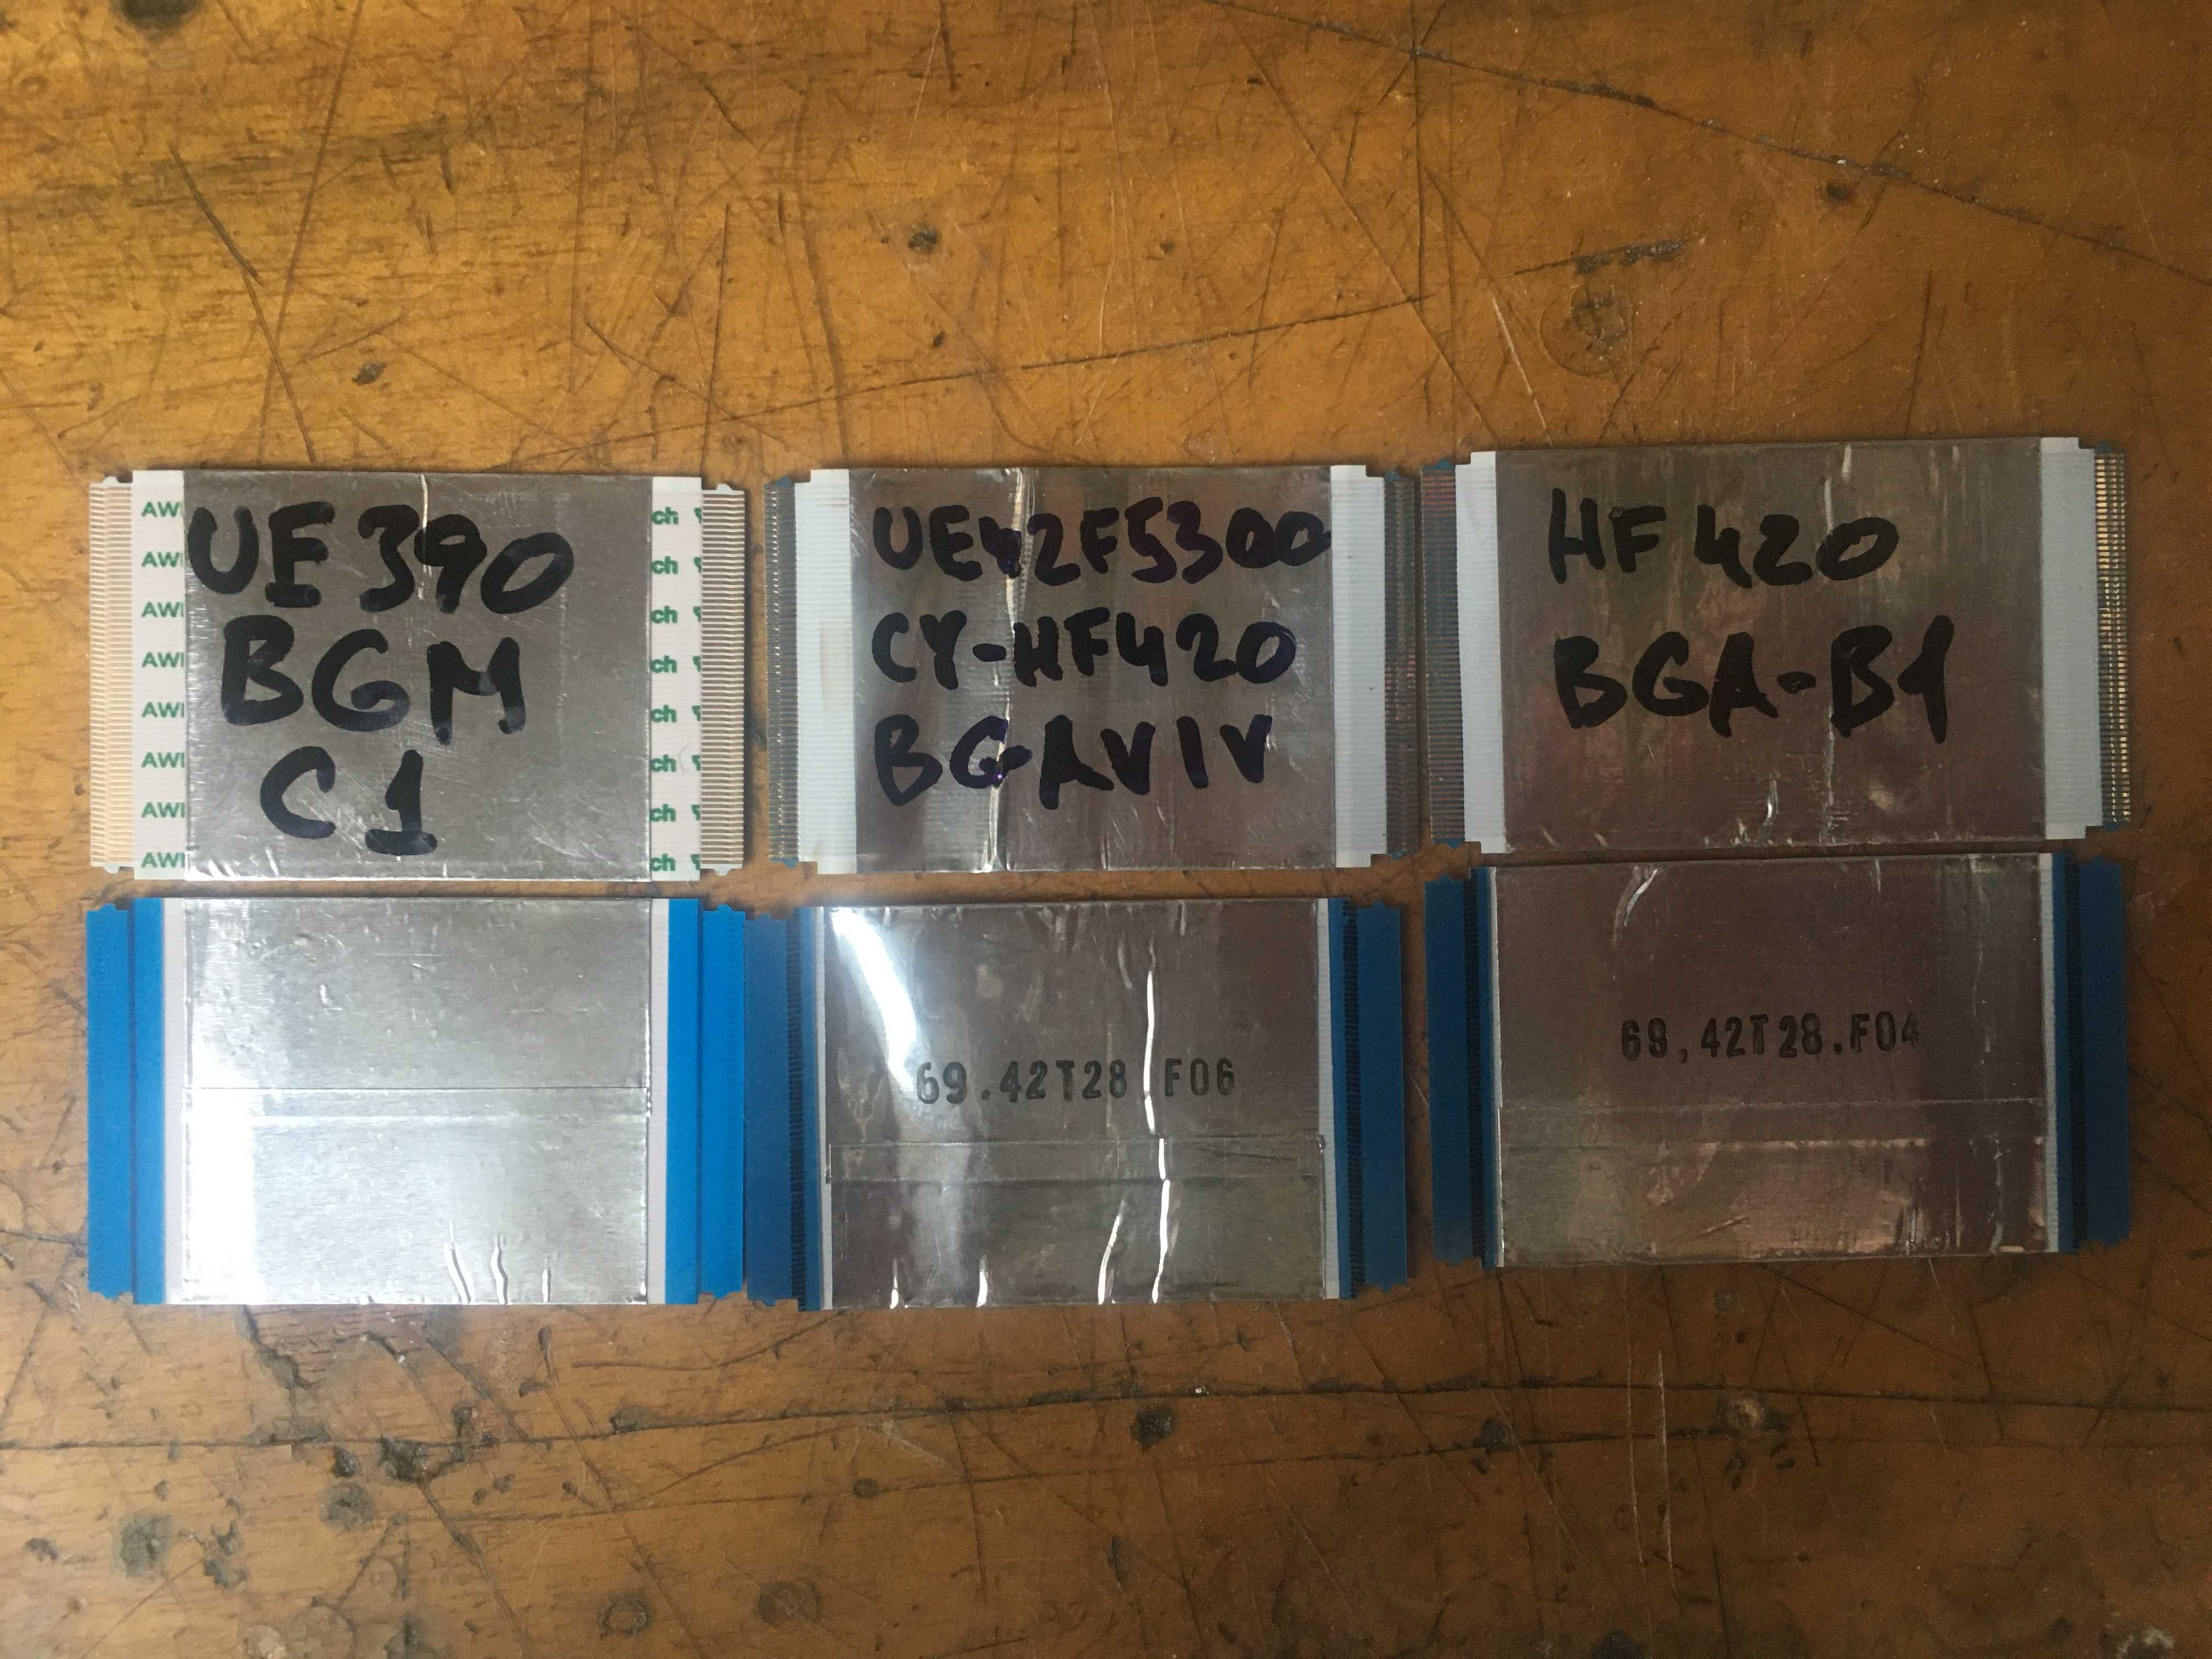 UE390
BGM
C1
UE42F5300
CY-HF420
BGAV1V
HF420
BGA-B1
69.42T28.F06
69,42T28.F04